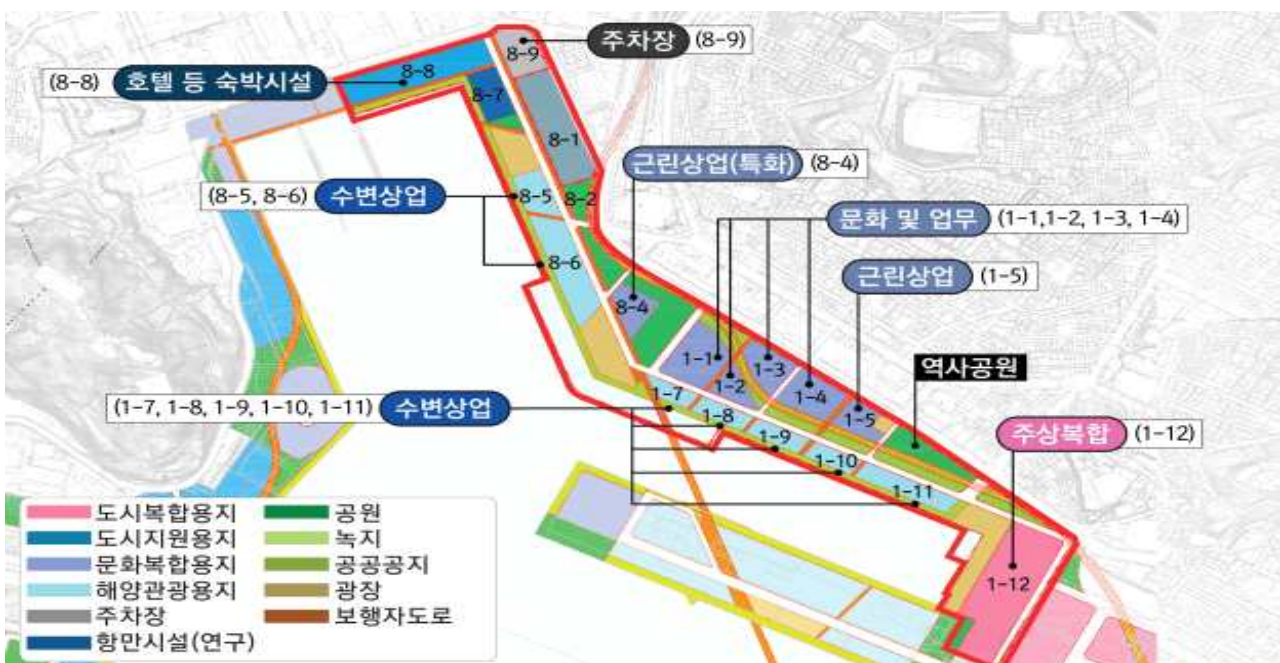 주차장 (8-9)
8-9
(8-8) 호텔 등 숙박시설
8-8
8-7
8-1
근린상업(특화) (8-4)
(8-5, 8-6) 수변상업
8-5
8-2
문화 및 업무 (1-1,1-2, 1-3, 1-4)
8-6
근린상업 (1-5)
8-4
1-1
1-3
1-2
1-4
역사공원
(1-7, 1-8, 1-9, 1-10, 1-11) 수변상업
1-7
1-8
1-5
주상복합 (1-12)
1-9
1-10
1-11
도시복합용지 공원
도시지원용지 녹지
문화복합용지 공공공지
1-12
해양관광용지 광장
주차장 보행자도로
항만시설(연구)